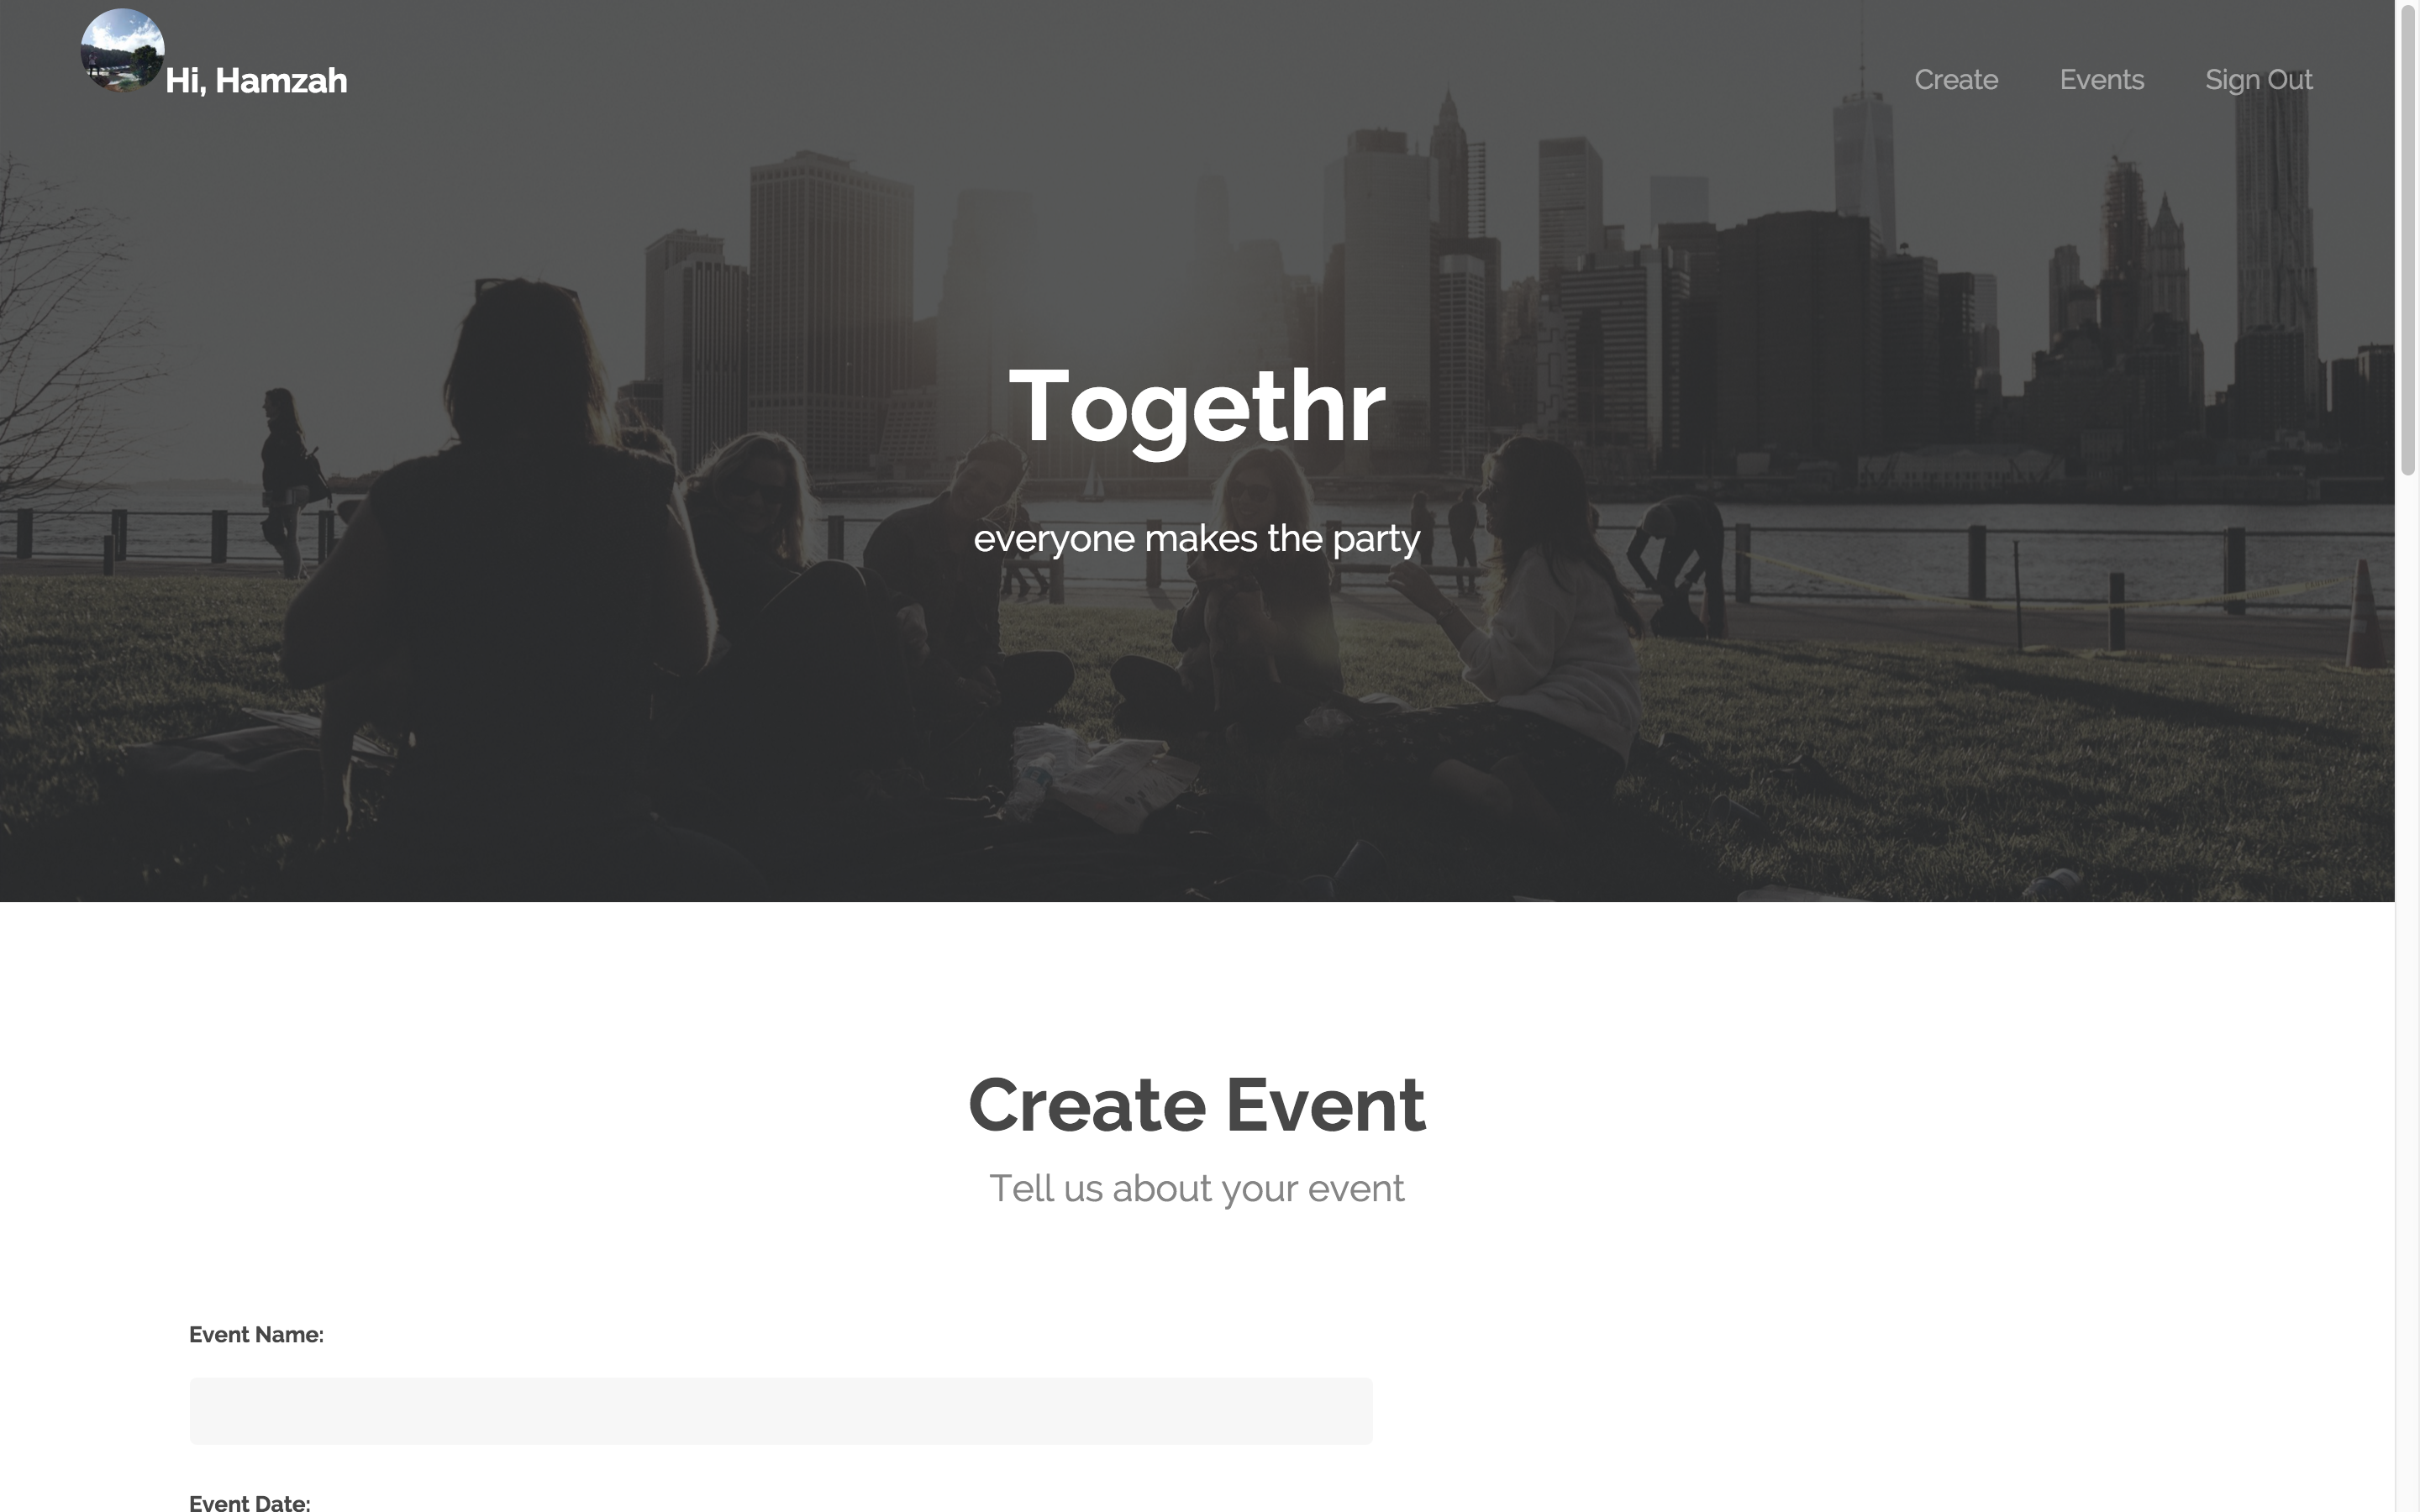 Hi, Hamzah
Create Events Sign Out
Togethr
everyone makes the party
Create Event
Tell us about your event
Event Name:
Event Date: